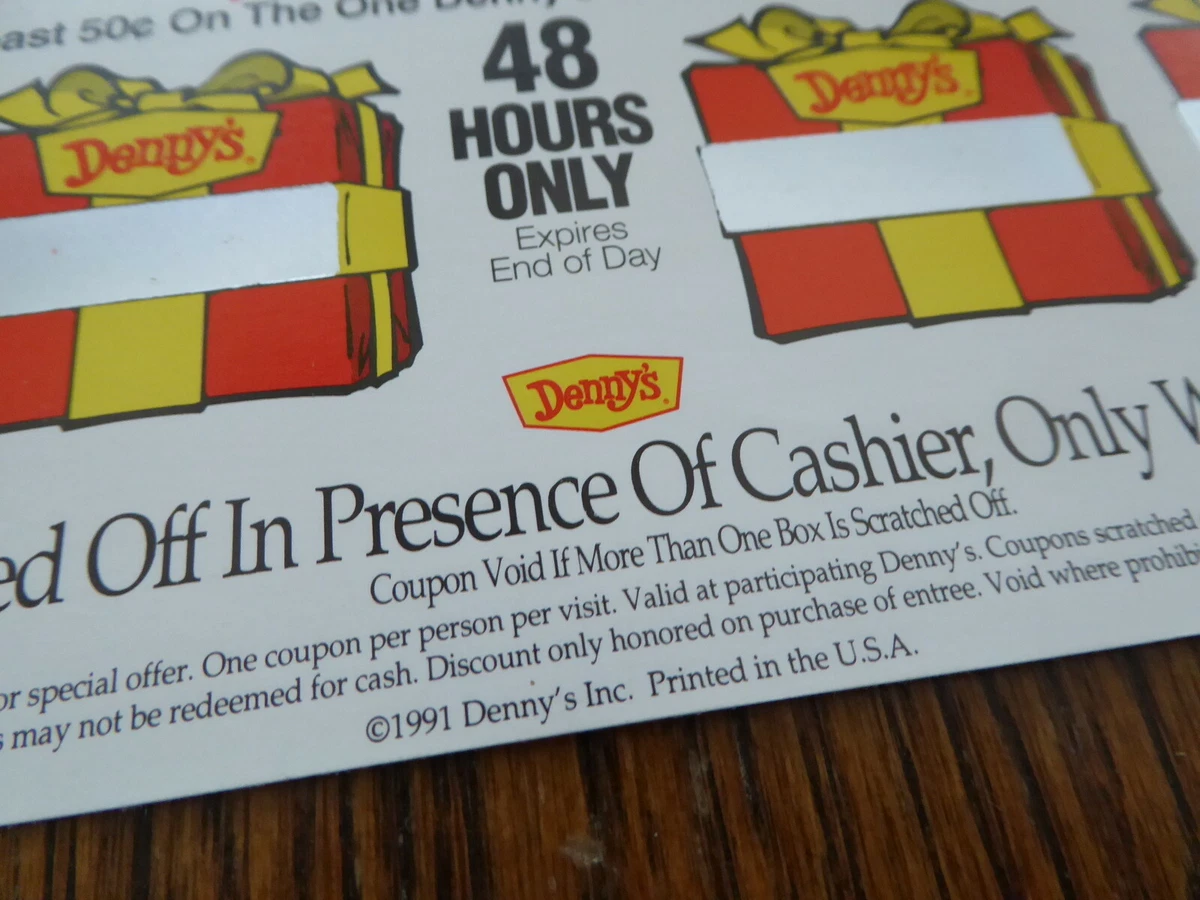 ast 50¢ On The One Denny's
48
HOURS
ONLY
Expires
End of Day
Denny's
Denny's
Denny's
ed Off In Presence Of Cashier, Only W
Coupon Void If More Than One Box Is Scratched Off.
or special offer. One coupon per person per visit. Valid at participating Denny's. Coupons scratched
s may not be redeemed for cash. Discount only honored on purchase of entree. Void where prohibi
©1991 Denny's Inc. Printed in the U.S.A.